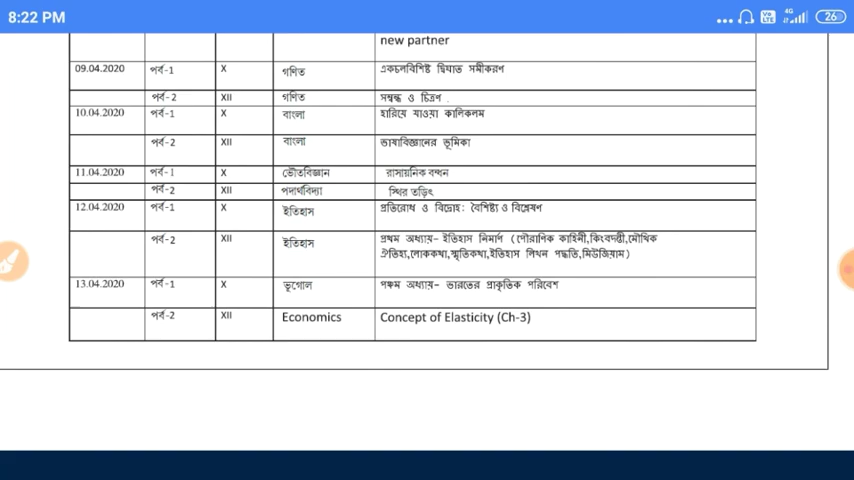 8:22 PM
4G
26
new partner
09.04.2020 পর্ব-1 X গণিত একচলবিশিষ্ট দ্বিঘাত সমীকরণ
পর্ব-2 XII গণিত সম্বন্ধ ও চিত্রণ .
10.04.2020 পর্ব-1 X বাংলা হারিয়ে যাওয়া কালিকলম
পর্ব-2 XII বাংলা ভাষাবিজ্ঞানের ভূমিকা
11.04.2020 পর্ব-1 X ভৌতবিজ্ঞান রাসায়নিক বন্ধন
পর্ব-2 XII পদার্থবিদ্যা স্থির তড়িৎ
12.04.2020 পর্ব-1 X ইতিহাস প্রতিরোধ ও বিদ্রোহ: বৈশিষ্ট্য ও বিশ্লেষণ
পর্ব-2 XII ইতিহাস প্রথম অধ্যায়– ইতিহাস নির্মাণ (পৌরাণিক কাহিনী,কিংবদন্তী,মৌখিক
ঐতিহ্য,লোককথা,স্মৃতিকথা,ইতিহাস লিখন পদ্ধতি,মিউজিয়াম)
13.04.2020 পর্ব-1 X ভূগোল পঞ্চম অধ্যায়– ভারতের প্রাকৃতিক পরিবেশ
পর্ব-2 XII Economics Concept of Elasticity (Ch-3)